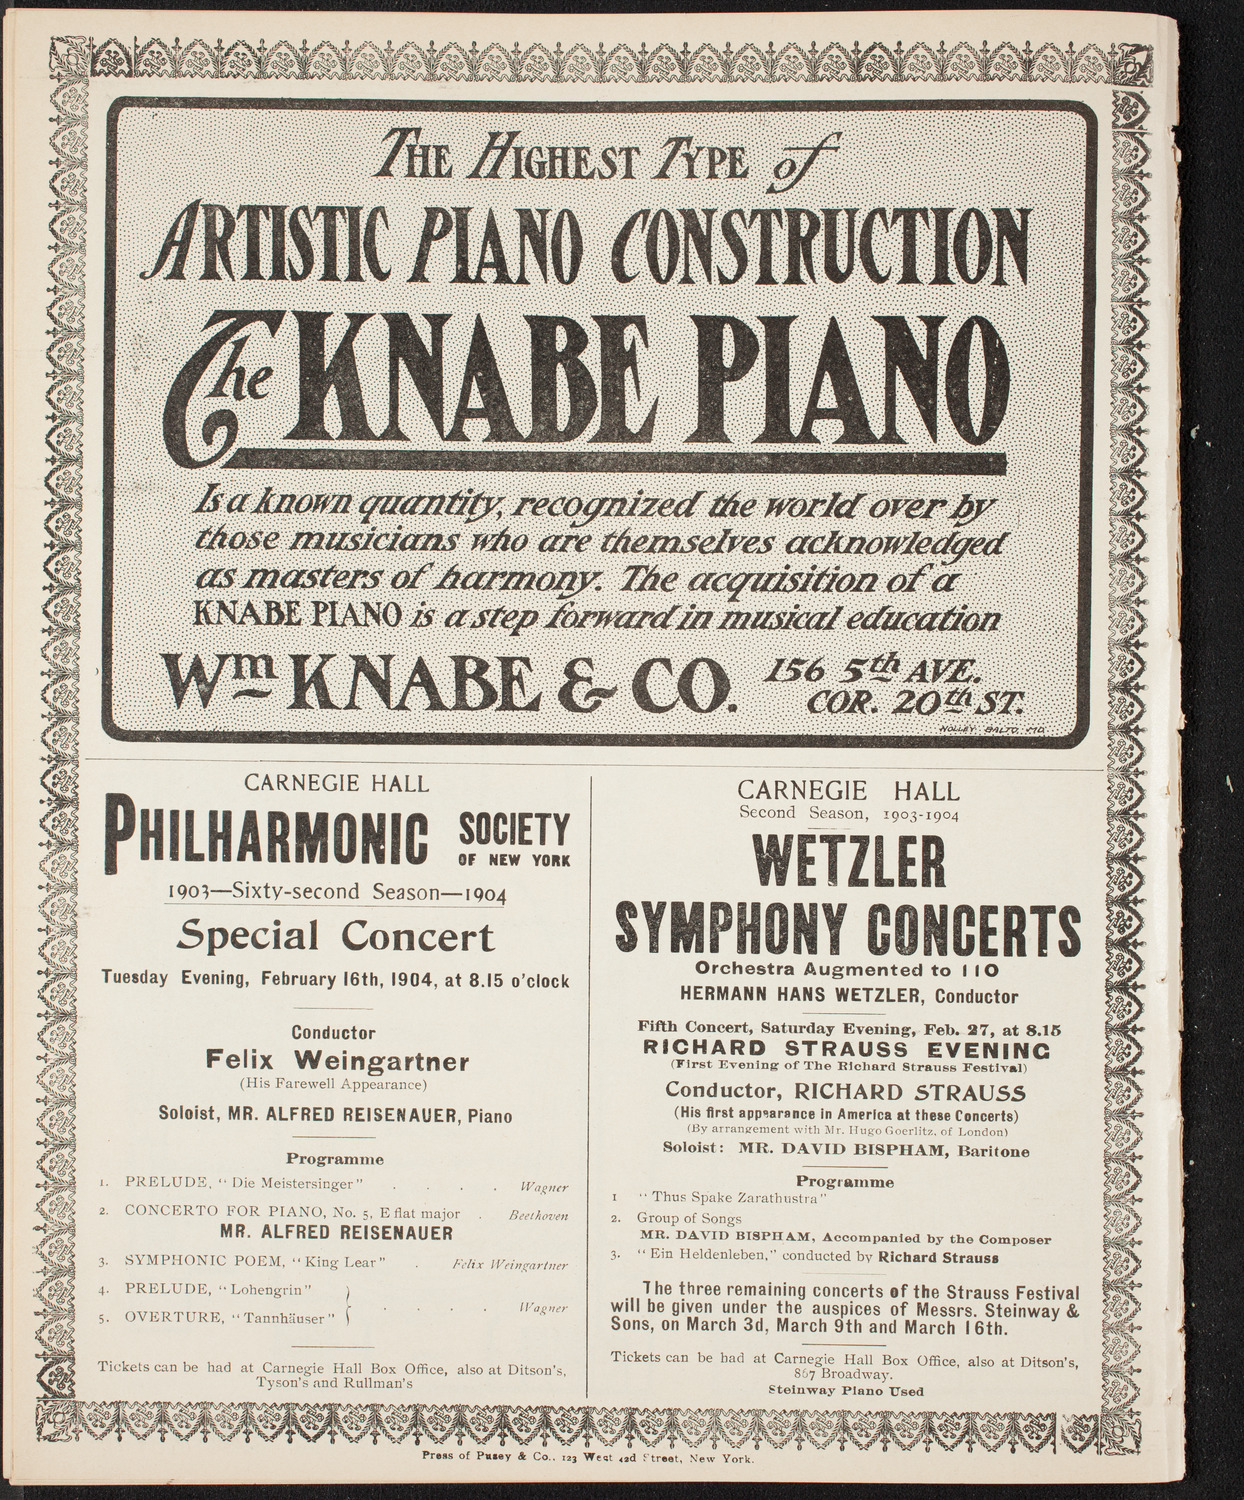 THE HIGHEST TYPE of
ARTISTIC PIANO CONSTRUCTION
The KNABE PIANO
Is a known quantity, recognized the world over by
those musicians who are themselves acknowledged
as masters of harmony. The acquisition of a
KNABE PIANO is a step forward in musical education
Wm KNABE & CO. 156 5th AVE.
COR. 20th ST.
NOLLEY BALTO. MD.
CARNEGIE HALL
PHILHARMONIC SOCIETY
OF NEW YORK
1903—Sixty-second Season—1904
Special Concert
Tuesday Evening, February 16th, 1904, at 8.15 o'clock
Conductor
Felix Weingartner
(His Farewell Appearance)
Soloist, MR. ALFRED REISENAUER, Piano
Programme
1. PRELUDE, "Die Meistersinger" . . . . Wagner
2. CONCERTO FOR PIANO, No. 5, E flat major . Beethoven
MR. ALFRED REISENAUER
3. SYMPHONIC POEM, "King Lear" . Felix Weingartner
4. PRELUDE, "Lohengrin"
. . . . Wagner
5. OVERTURE, "Tannhäuser"
Tickets can be had at Carnegie Hall Box Office, also at Ditson's,
Tyson's and Rullman's
CARNEGIE HALL
Second Season, 1903-1904
WETZLER
SYMPHONY CONCERTS
Orchestra Augmented to 110
HERMANN HANS WETZLER, Conductor
Fifth Concert, Saturday Evening, Feb. 27, at 8.15
RICHARD STRAUSS EVENING
(First Evening of The Richard Strauss Festival)
Conductor, RICHARD STRAUSS
(His first appearance in America at these Concerts)
(By arrangement with Mr. Hugo Goerlitz, of London)
Soloist: MR. DAVID BISPHAM, Baritone
Programme
1 "Thus Spake Zarathustra"
2. Group of Songs
MR. DAVID BISPHAM, Accompanied by the Composer
3. "Ein Heldenleben," conducted by Richard Strauss
The three remaining concerts of the Strauss Festival
will be given under the auspices of Messrs. Steinway &
Sons, on March 3d, March 9th and March 16th.
Tickets can be had at Carnegie Hall Box Office, also at Ditson's,
867 Broadway.
Steinway Piano Used
Press of Pusey & Co., 123 West 42d Street, New York.